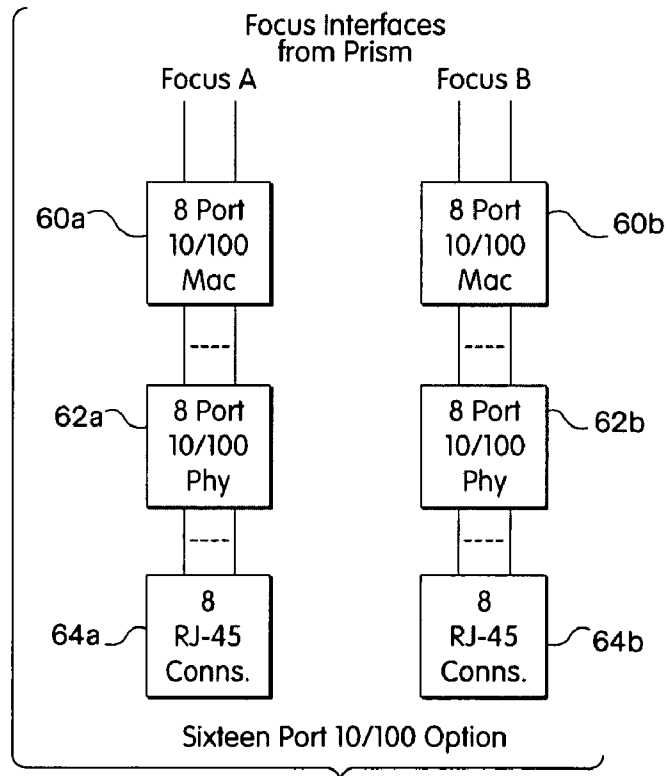 Focus Interfaces
from Prism
Focus A
Focus B
60a
8 Port
10/100
Mac
8 Port
10/100
Mac
60b
62a
8 Port
10/100
Phy
8 Port
10/100
Phy
62b
64a
8
RJ-45
Conns.
8
RJ-45
Conns.
64b
Sixteen Port 10/100 Option